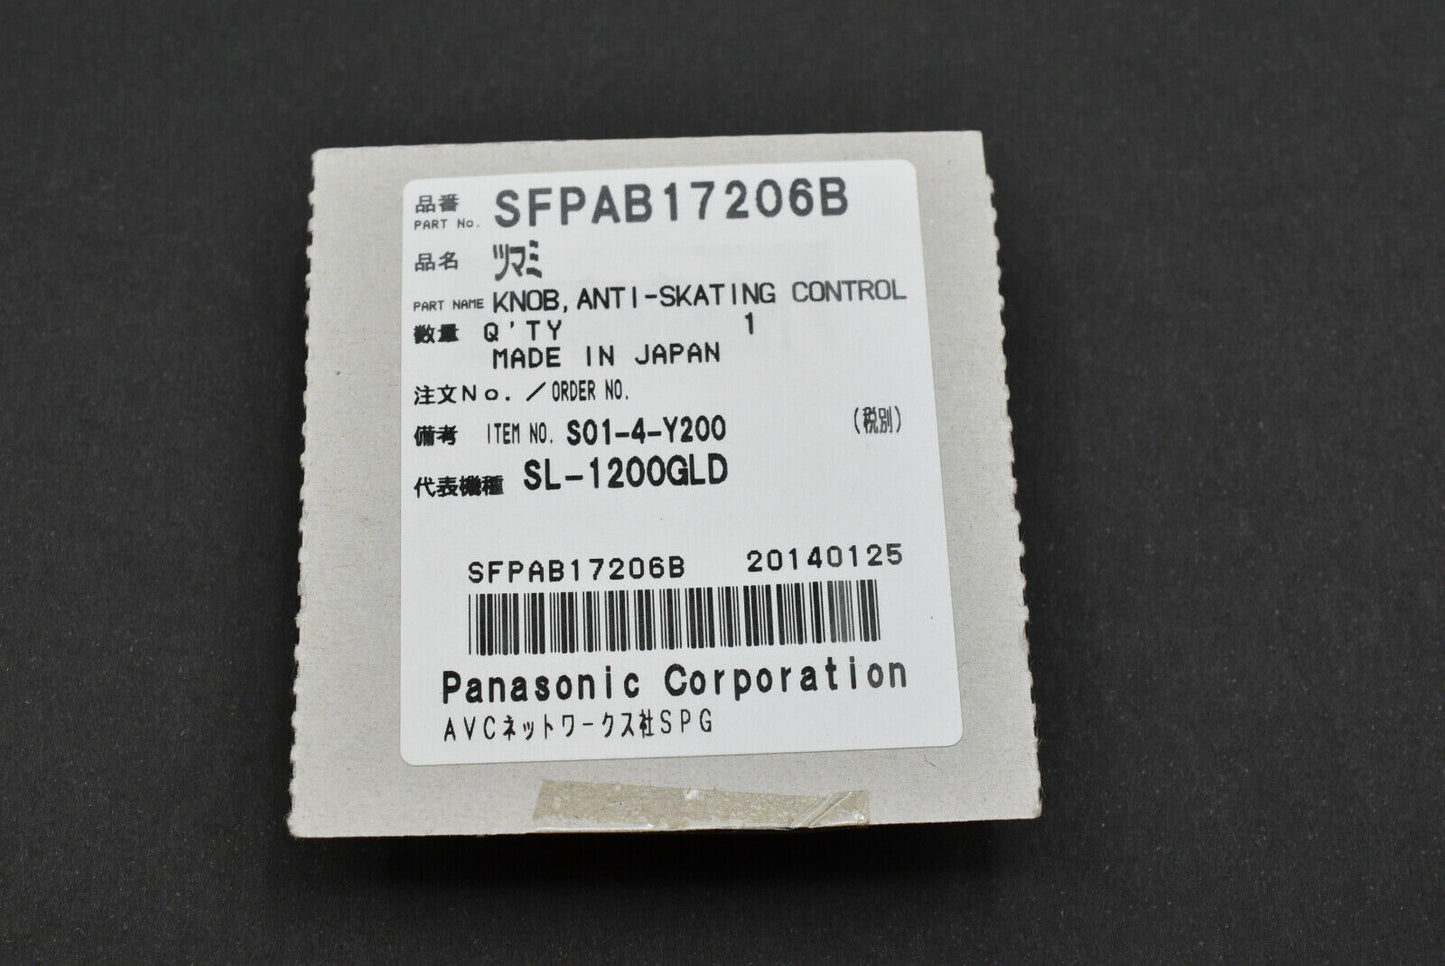 品番 PART No. SFPAB17206B
品名 ツマミ
PART NAME KNOB, ANTI-SKATING CONTROL
数量 Q'TY 1
MADE IN JAPAN
注文No./ORDER NO.
備考 ITEM NO. S01-4-Y200 (税別)
代表機種 SL-1200GLD
SFPAB17206B 20140125
Panasonic Corporation
AVCネットワークス社SPG